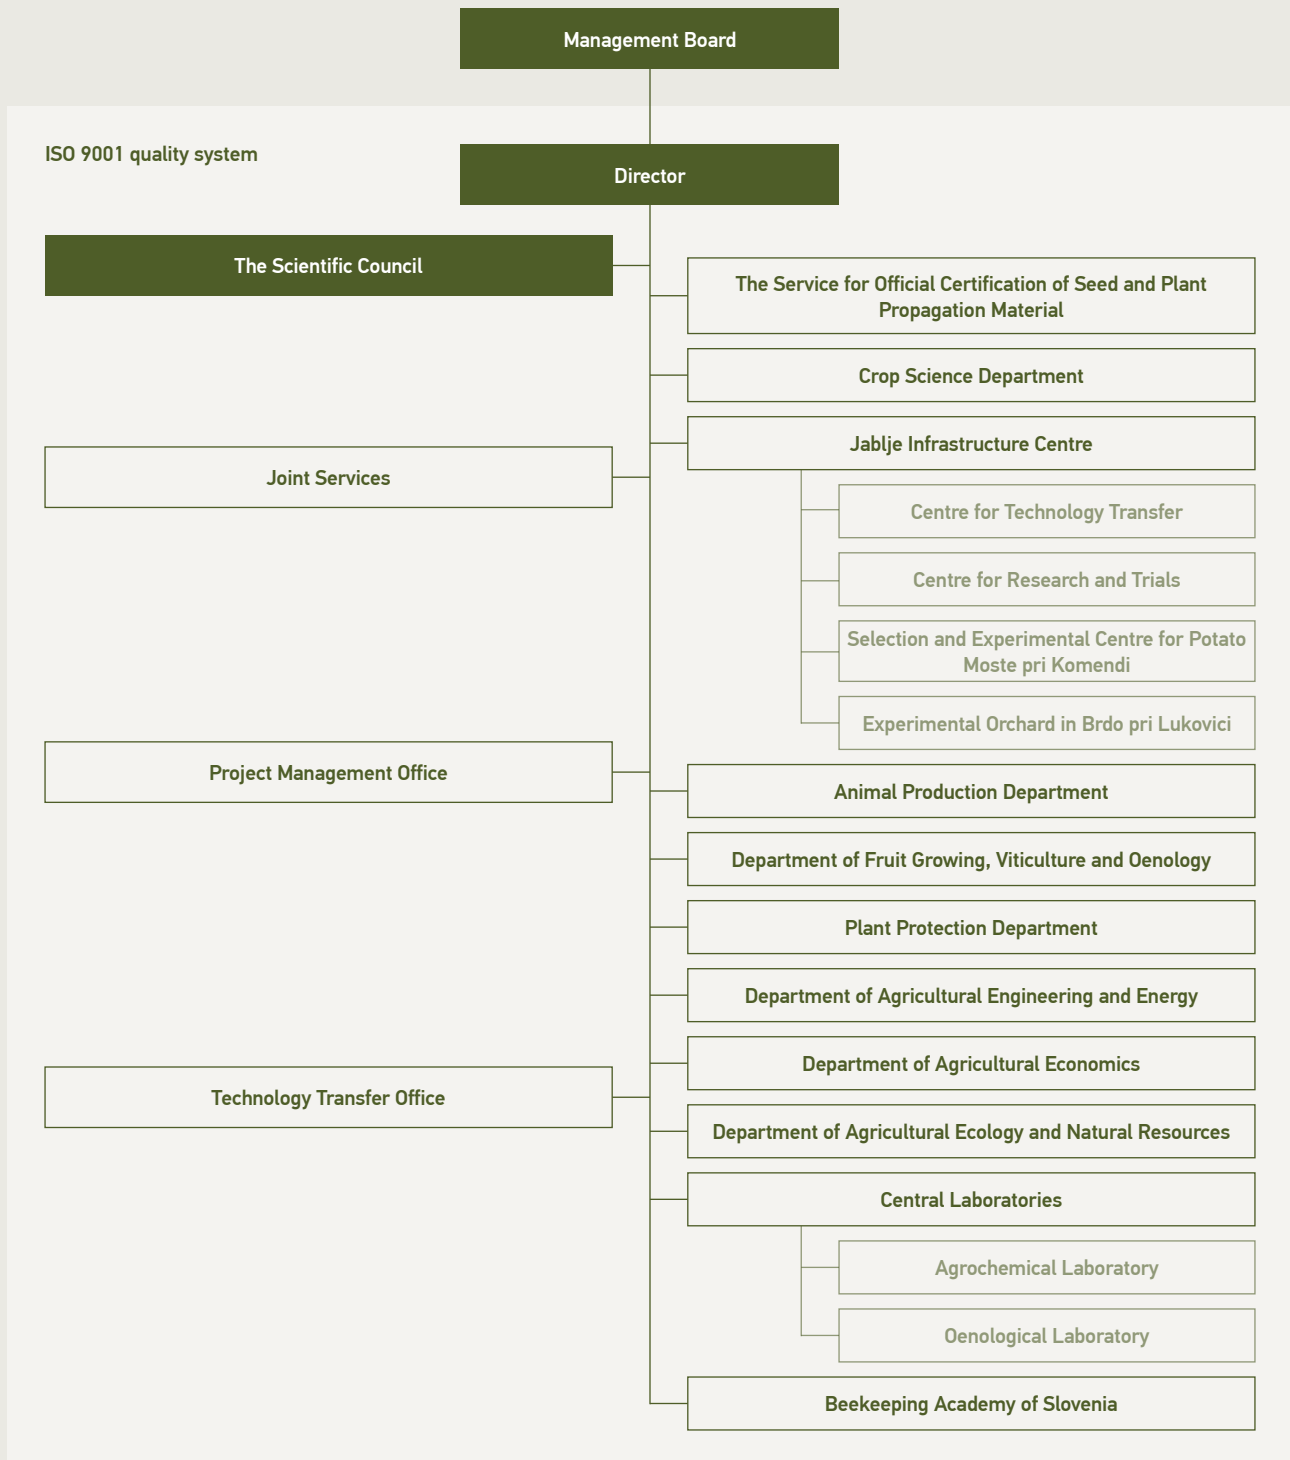 Management Board
ISO 9001 quality system
Director
The Scientific Council
The Service for Official Certification of Seed and Plant
Propagation Material
Crop Science Department
Jablje Infrastructure Centre
Joint Services
Centre for Technology Transfer
Centre for Research and Trials
Selection and Experimental Centre for Potato
Moste pri Komendi
Experimental Orchard in Brdo pri Lukovici
Project Management Office
Animal Production Department
Department of Fruit Growing, Viticulture and Oenology
Plant Protection Department
Department of Agricultural Engineering and Energy
Department of Agricultural Economics
Technology Transfer Office
Department of Agricultural Ecology and Natural Resources
Central Laboratories
Agrochemical Laboratory
Oenological Laboratory
Beekeeping Academy of Slovenia